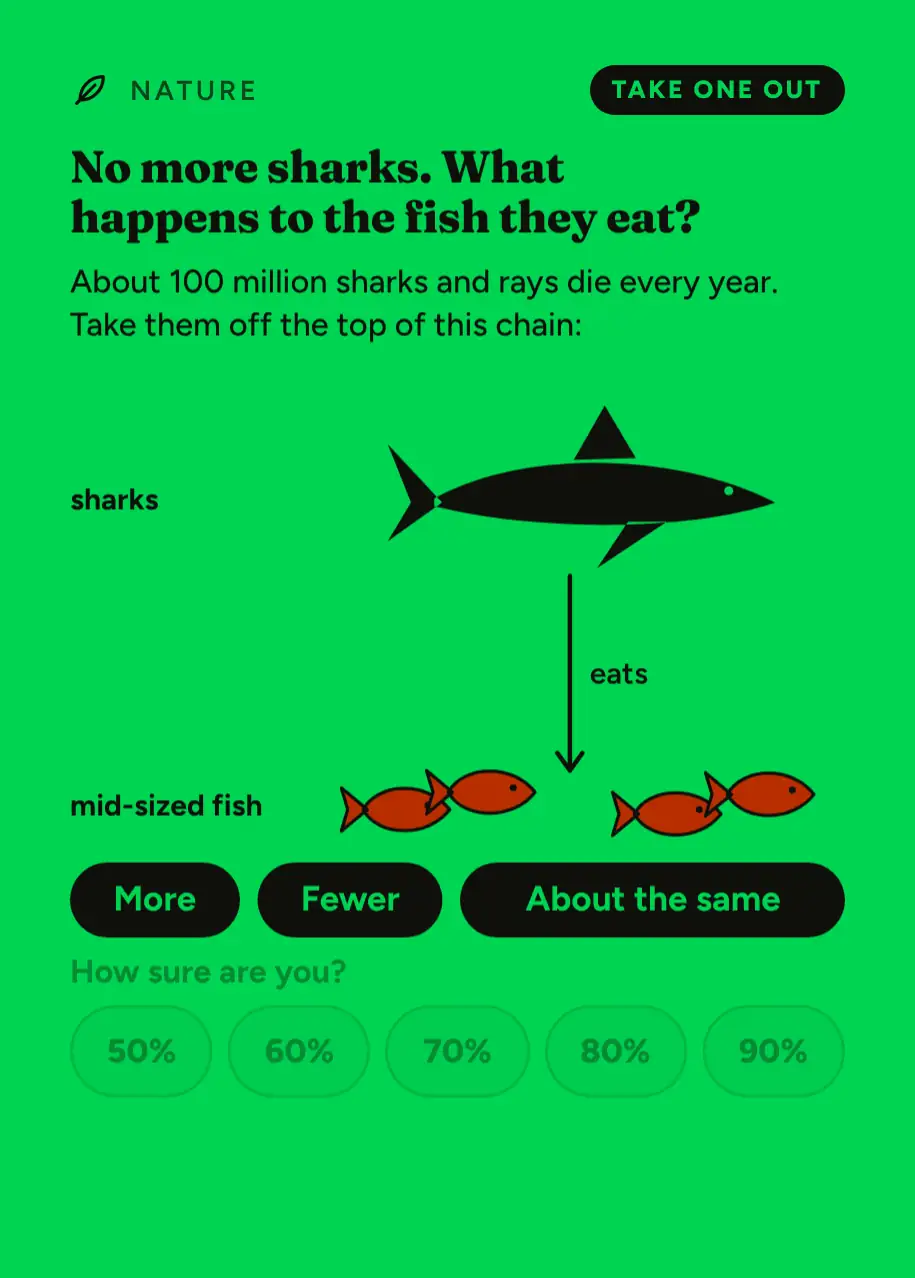 NATURE
TAKE ONE OUT
No more sharks. What
happens to the fish they eat?
About 100 million sharks and rays die every year.
Take them off the top of this chain:
sharks
eats
mid-sized fish
More
Fewer
About the same
How sure are you?
50%
60%
70%
80%
90%